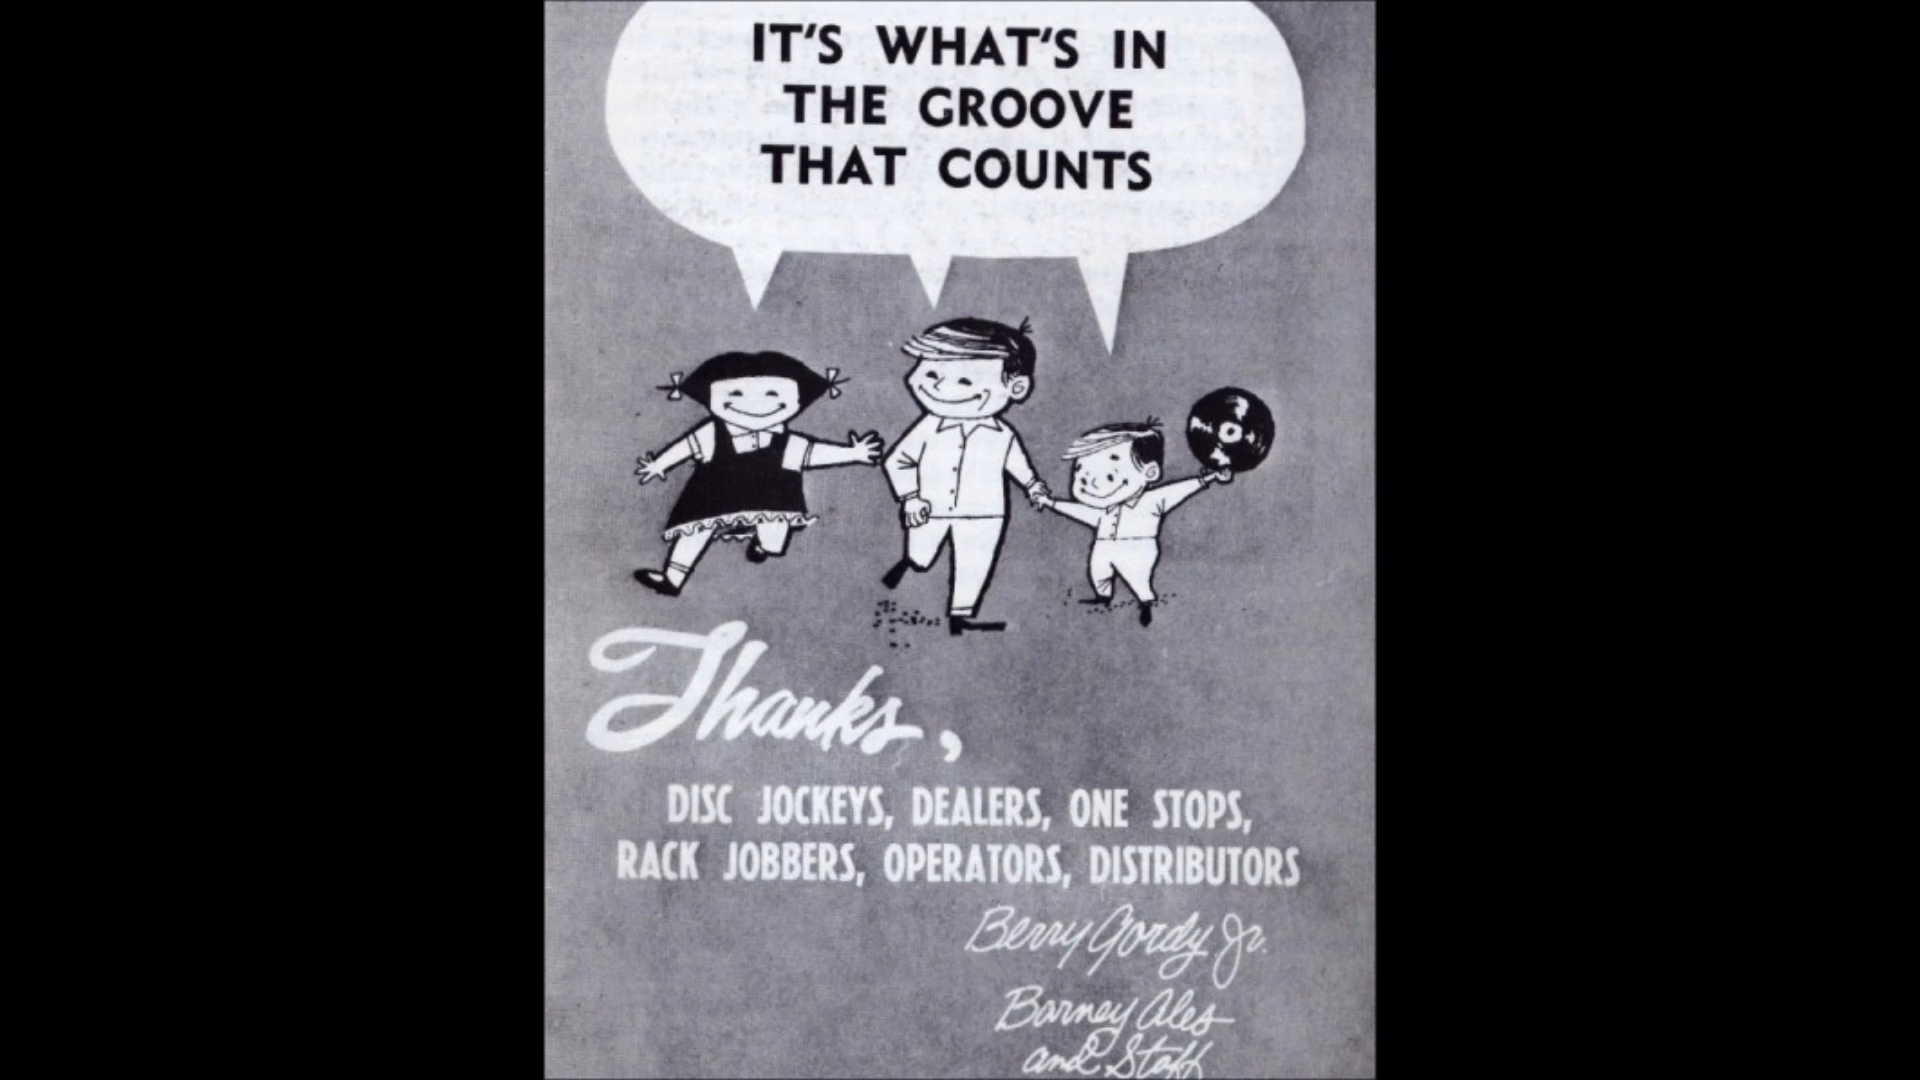 IT'S WHAT'S IN
THE GROOVE
THAT COUNTS
Thanks,
DISC JOCKEYS, DEALERS, ONE STOPS,
RACK JOBBERS, OPERATORS, DISTRIBUTORS
Berry Gordy Jr.
Barney Ales
and Staff